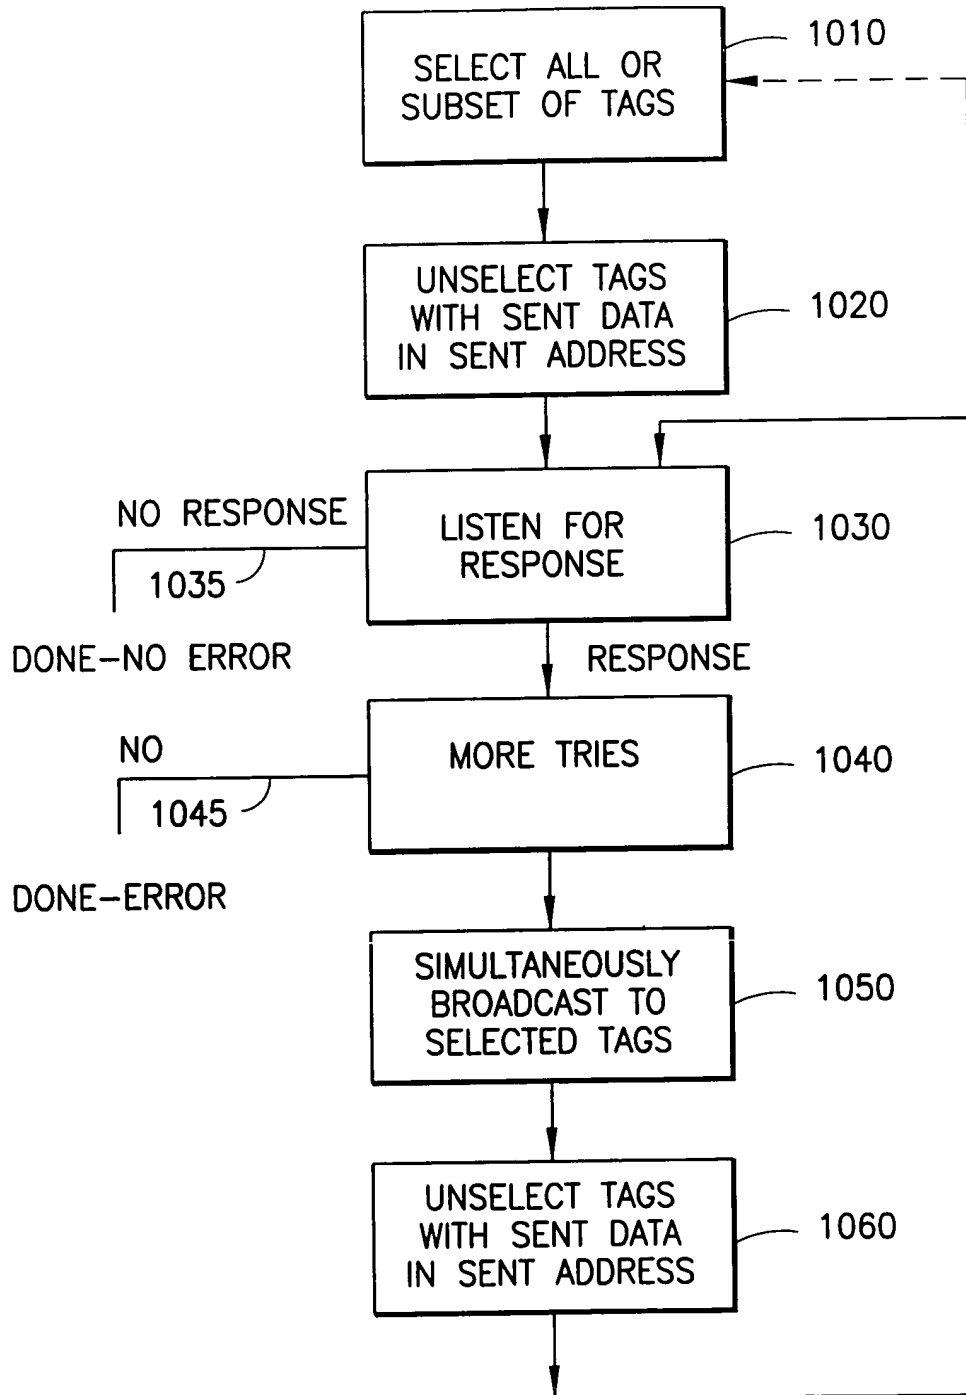 1010
SELECT ALL OR
SUBSET OF TAGS
UNSELECT TAGS
WITH SENT DATA
IN SENT ADDRESS
1020
NO RESPONSE
1035
DONE-NO ERROR
LISTEN FOR
RESPONSE
1030
RESPONSE
NO
1045
DONE-ERROR
MORE TRIES
1040
SIMULTANEOUSLY
BROADCAST TO
SELECTED TAGS
1050
UNSELECT TAGS
WITH SENT DATA
IN SENT ADDRESS
1060